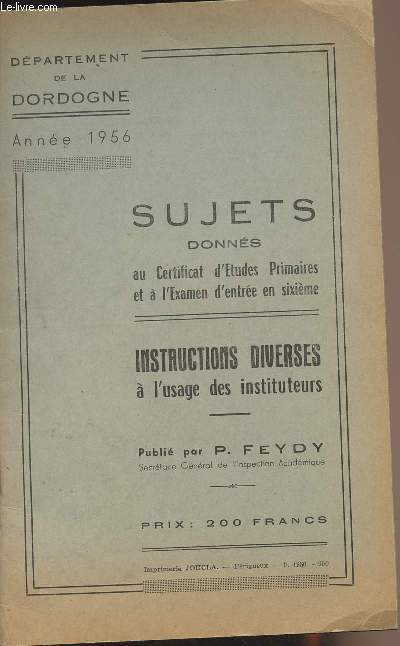 Le-livre.com
DÉPARTEMENT
DE LA
DORDOGNE
Année 1956
SUJETS
DONNÉS
au Certificat d'Etudes Primaires
et à l'Examen d'entrée en sixième
INSTRUCTIONS DIVERSES
à l'usage des instituteurs
Publié par P. FEYDY
Secrétaire Général de l'Inspection Académique
PRIX : 200 FRANCS
Imprimerie JOUCLA. — Périgueux